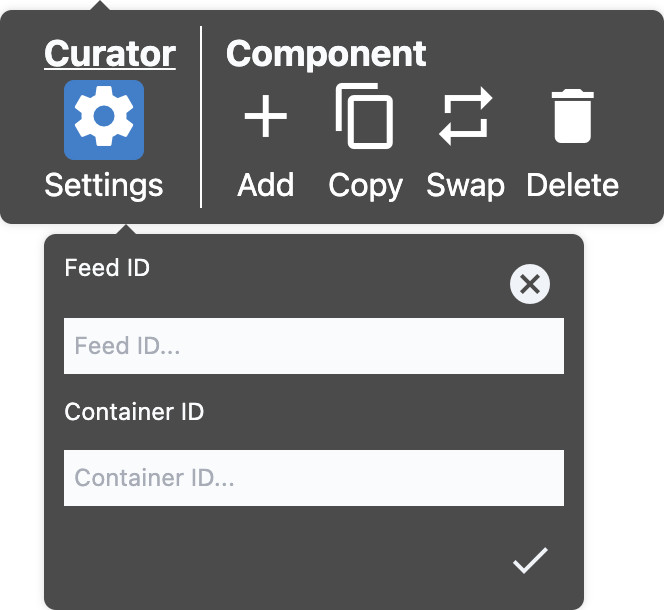 Curator
Component
Settings
Add
Copy
Swap
Delete
Feed ID
Feed ID...
Container ID
Container ID...